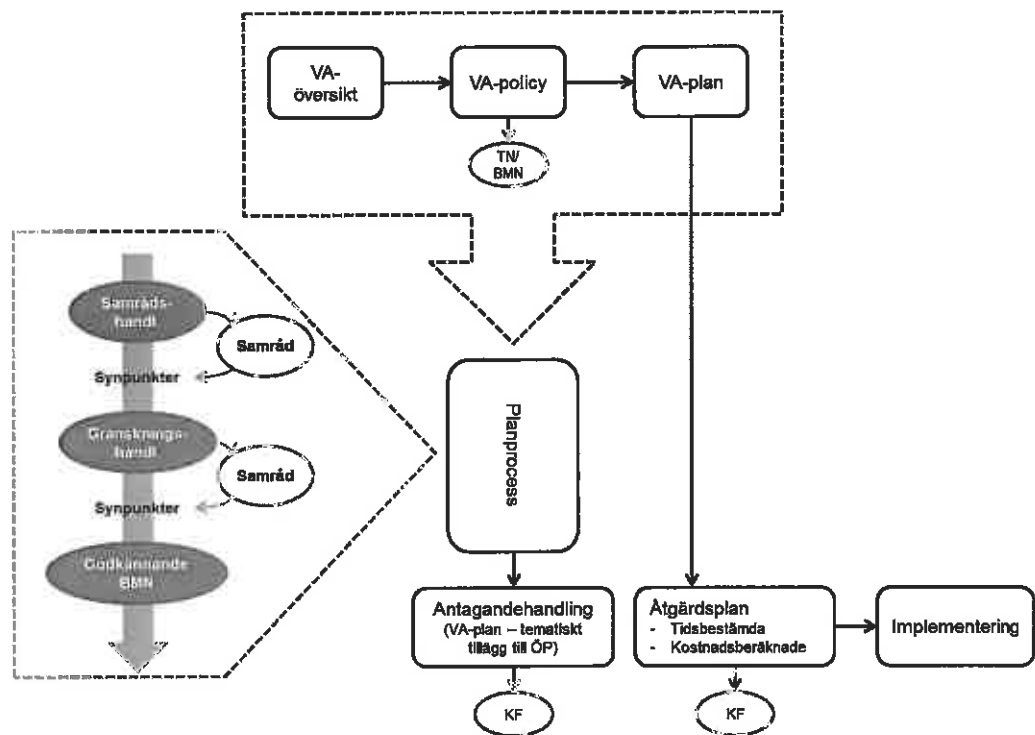 VA-
översikt
VA-policy
VA-plan
TN/
BMN
Samråds-
handl
Samråd
Synpunkter
Gransknings-
handl
Samråd
Synpunkter
Godkännande
BMN
Planprocess
Antagandehandling
(VA-plan – tematiskt
tillägg till ÖP)
KF
Åtgärdsplan
- Tidsbestämda
- Kostnadsberäknade
KF
Implementering